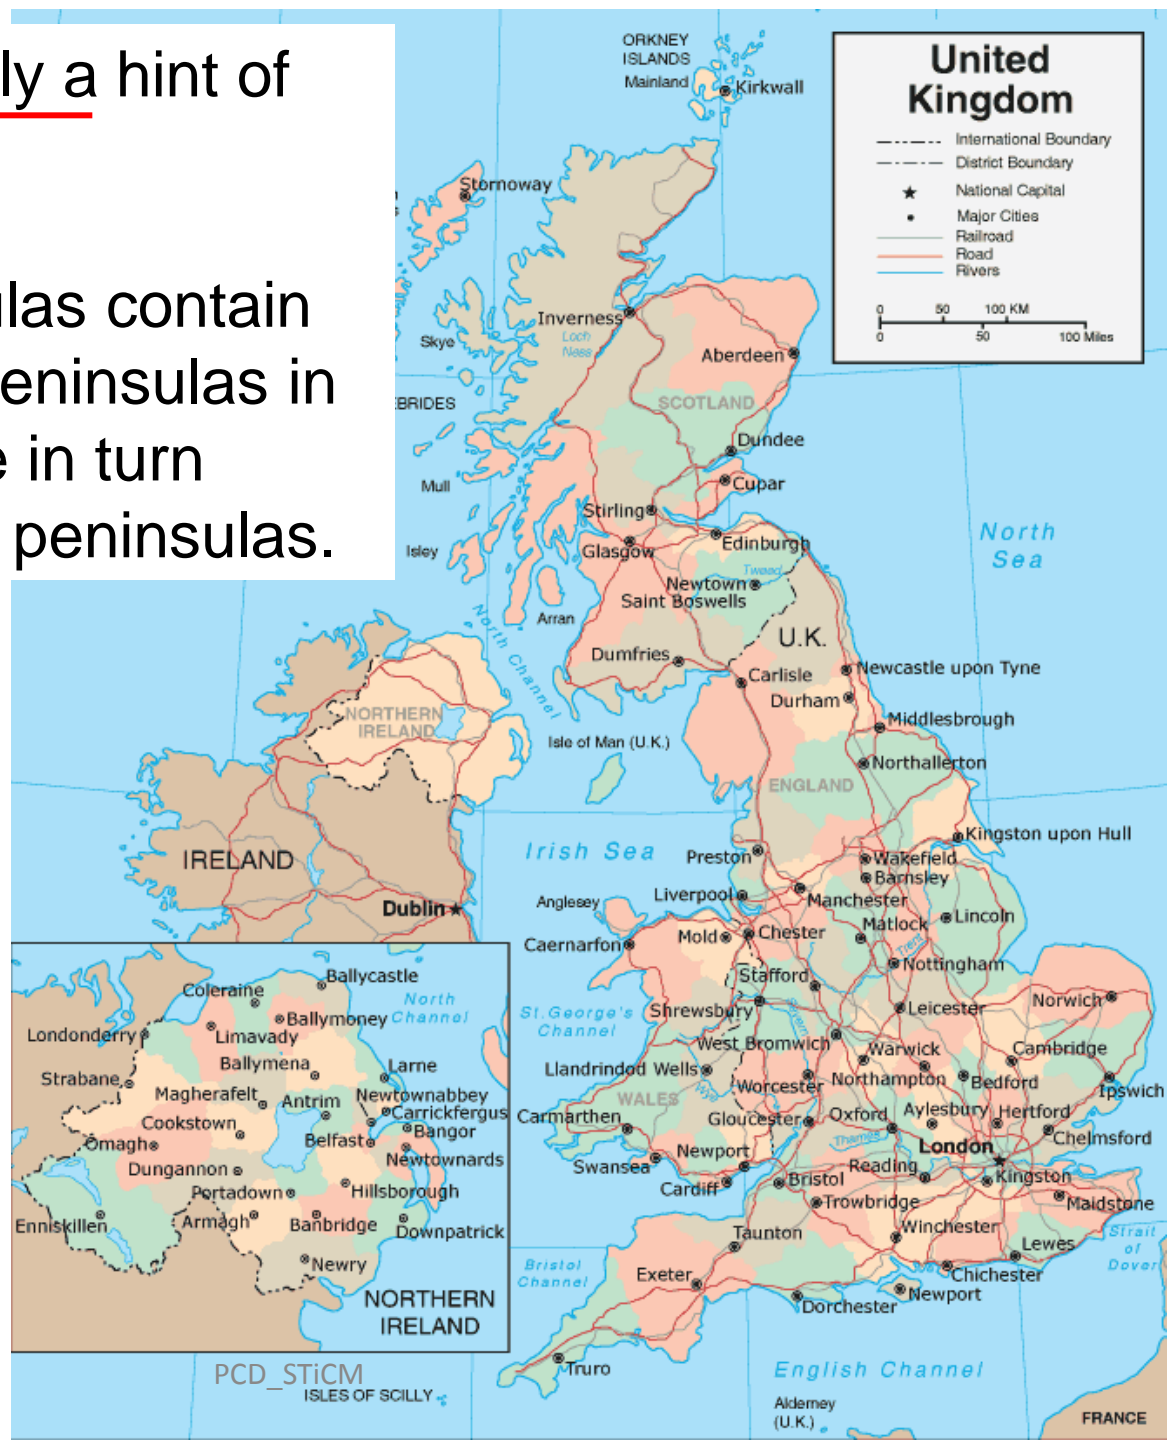 ly a hint of
las contain
eninsulas in
e in turn
peninsulas.
United
Kingdom
International Boundary
District Boundary
National Capital
Major Cities
Railroad
Road
Rivers
0 50 100 KM
0 50 100 Miles
ORKNEY
ISLANDS
Mainland
Kirkwall
Stornoway
Skye
Inverness
Loch
Ness
Aberdeen
EBRIDES
SCOTLAND
Dundee
Mull
Cupar
Stirling
Isley
Glasgow
Edinburgh
North
Sea
Tweed
Newtown
Saint Boswells
Arran
North Channel
U.K.
Dumfries
Carlisle
Newcastle upon Tyne
Durham
NORTHERN
IRELAND
Middlesbrough
Isle of Man (U.K.)
Northallerton
ENGLAND
Kingston upon Hull
IRELAND
Irish Sea
Preston
Wakefield
Barnsley
Liverpool
Manchester
Anglesey
Dublin
Lincoln
Matlock
Caernarfon
Mold
Chester
Trent
Nottingham
Stafford
St.George's
Channel
Shrewsbury
Leicester
Norwich
West Bromwich
Warwick
Cambridge
Llandrindod Wells
Worcester
Northampton
Bedford
Ipswich
Wye
Severn
WALES
Carmarthen
Gloucester
Oxford
Aylesbury
Hertford
Chelmsford
Thames
London
Swansea
Newport
Reading
Kingston
Cardiff
Bristol
Trowbridge
Maidstone
Winchester
Taunton
Strait
of
Dover
Lewes
Bristol
Channel
Exeter
Chichester
Newport
Dorchester
Truro
English Channel
Alderney
(U.K.)
FRANCE
Ballycastle
Coleraine
North
Channel
Ballymoney
Londonderry
Limavady
Ballymena
Larne
Strabane
Magherafelt
Antrim
Newtownabbey
Carrickfergus
Cookstown
Bangor
Omagh
Belfast
Newtownards
Dungannon
Portadown
Hillsborough
Enniskillen
Armagh
Banbridge
Downpatrick
Newry
NORTHERN
IRELAND
PCD_STiCM
ISLES OF SCILLY